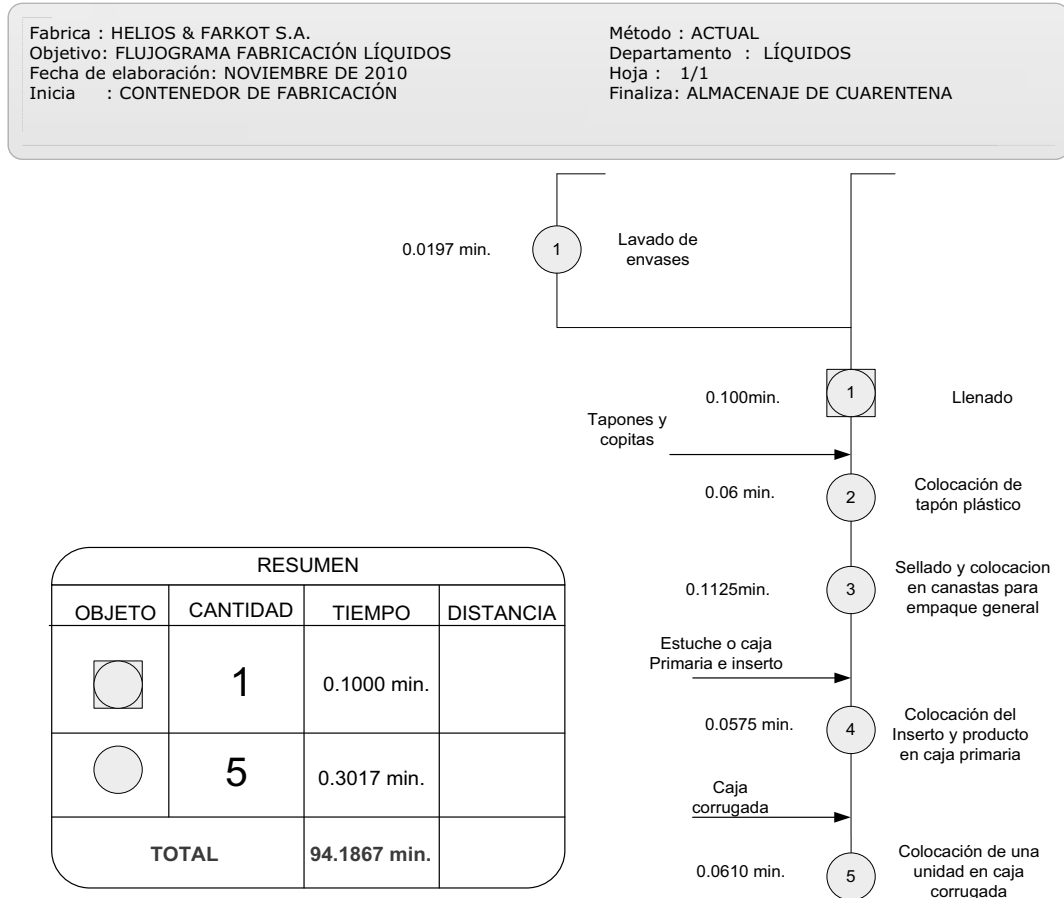 Fabrica : HELIOS & FARKOT S.A.
Objetivo: FLUJOGRAMA FABRICACIÓN LÍQUIDOS
Fecha de elaboración: NOVIEMBRE DE 2010
Inicia : CONTENEDOR DE FABRICACIÓN
Método : ACTUAL
Departamento : LÍQUIDOS
Hoja : 1/1
Finaliza: ALMACENAJE DE CUARENTENA
0.0197 min.
1
Lavado de
envases
0.100min.
1
Llenado
Tapones y
copitas
0.06 min.
2
Colocación de
tapón plástico
0.1125min.
3
Sellado y colocacion
en canastas para
empaque general
Estuche o caja
Primaria e inserto
0.0575 min.
4
Colocación del
Inserto y producto
en caja primaria
Caja
corrugada
0.0610 min.
5
Colocación de una
unidad en caja
corrugada
RESUMEN
OBJETO CANTIDAD TIEMPO DISTANCIA
1 0.1000 min.
5 0.3017 min.
TOTAL 94.1867 min.